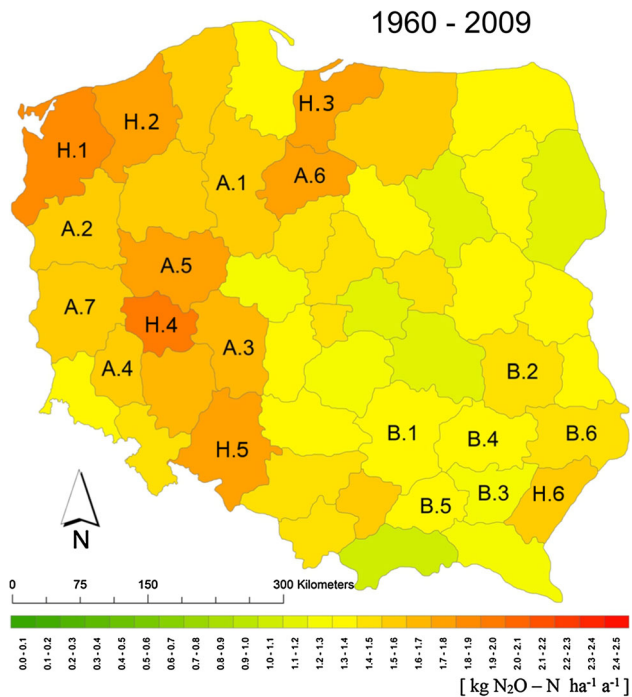 1960 - 2009
H.3
H.2
H.1
A.6
A.1
A.2
A.5
A.7
H.4
A.3
A.4
B.2
B.1
B.4
B.6
H.5
B.3
H.6
B.5
N
0 75 150 300 Kilometers
0.0-0.1 0.1-0.2 0.2-0.3 0.3-0.4 0.4-0.5 0.5-0.6 0.6-0.7 0.7-0.8 0.8-0.9 0.9-1.0 1.0-1.1 1.1-1.2 1.2-1.3 1.3-1.4 1.4-1.5 1.5-1.6 1.6-1.7 1.7-1.8 1.8-1.9 1.9-2.0 2.0-2.1 2.1-2.2 2.2-2.3 2.3-2.4 2.4-2.5
[ kg N₂O – N ha⁻¹ a⁻¹ ]